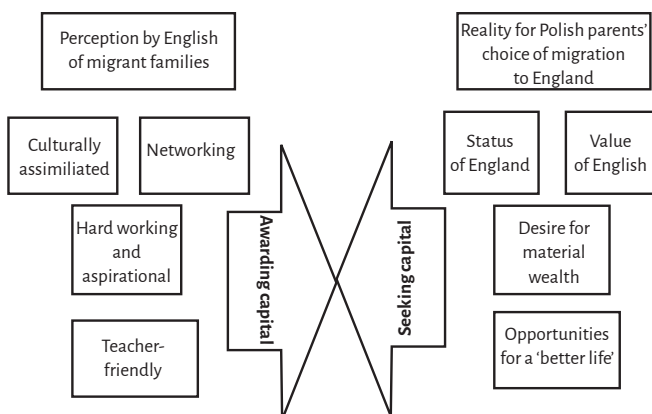 Perception by English
of migrant families
Reality for Polish parents’
choice of migration
to England
Culturally
assimiliated
Networking
Status
of England
Value
of English
Hard working
and
aspirational
Awarding capital
Seeking capital
Desire for
material
wealth
Teacher-
friendly
Opportunities
for a ‘better life’